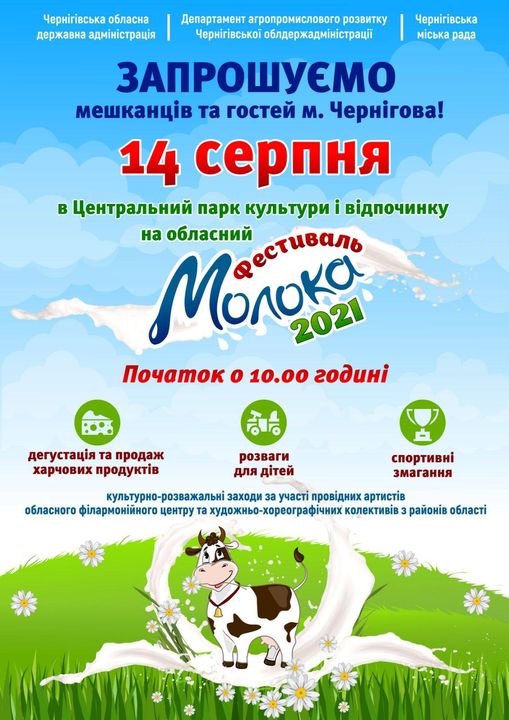 Чернігівська обласна
державна адміністрація
Департамент агропромислового розвитку
Чернігівської облдержадміністрації
Чернігівська
міська рада
ЗАПРОШУЄМО
мешканців та гостей м. Чернігова!
14 серпня
в Центральний парк культури і відпочинку
на обласний
Фестиваль
Молока
2021
Початок о 10.00 годині
дегустація та продаж
харчових продуктів
розваги
для дітей
спортивні
змагання
культурно-розважальні заходи за участі провідних артистів
обласного філармонійного центру та художньо-хореографічних колективів з районів області